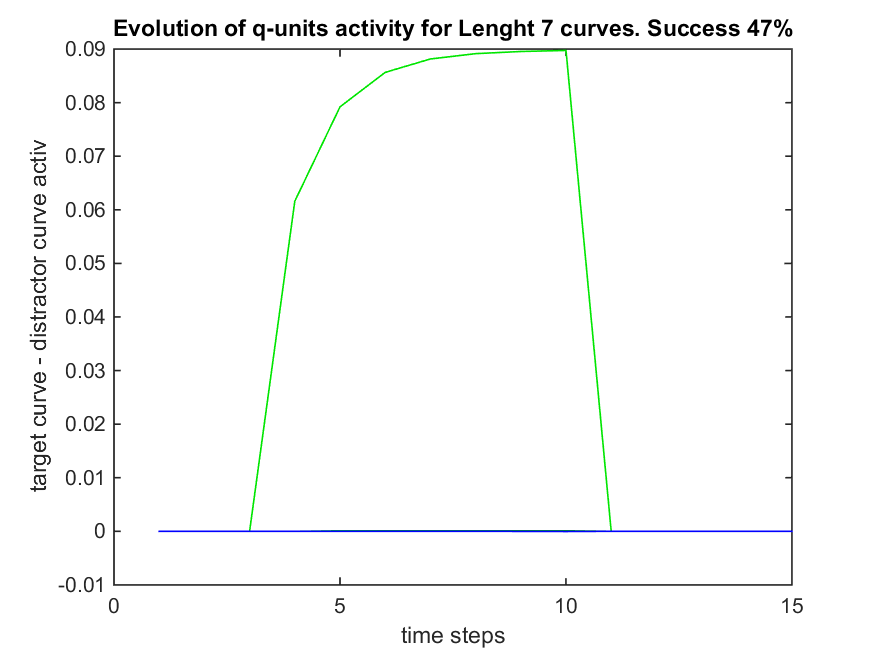 Evolution of q-units activity for Lenght 7 curves. Success 47%
0.09
0.08
0.07
0.06
0.05
0.04
0.03
0.02
0.01
0
-0.01
target curve - distractor curve activ
0 5 10 15
time steps